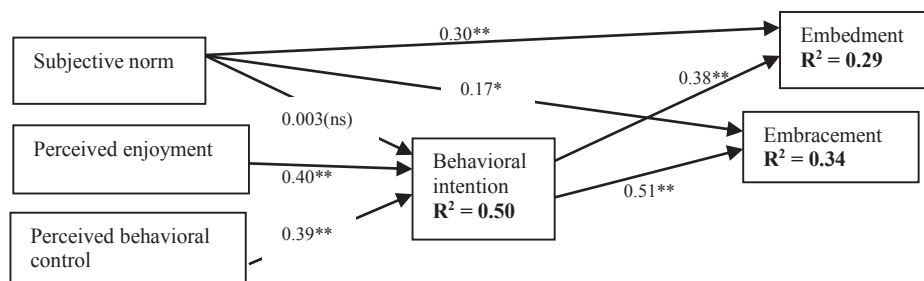 Subjective norm
Perceived enjoyment
Perceived behavioral
control
0.30**
0.17*
0.003(ns)
0.40**
0.39**
Behavioral
intention
R² = 0.50
0.38**
0.51**
Embedment
R² = 0.29
Embracement
R² = 0.34